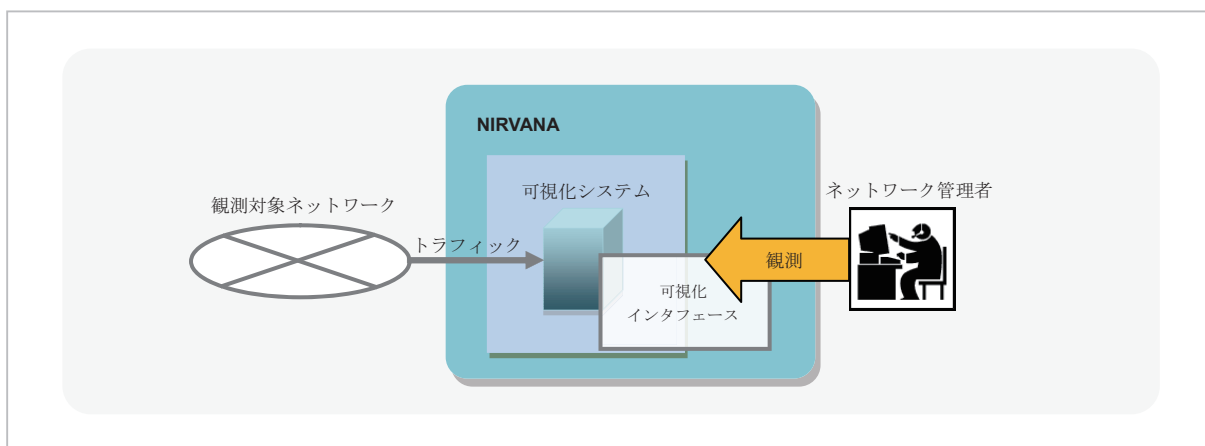 NIRVANA
可視化システム
ネットワーク管理者
観測対象ネットワーク
トラフィック
観測
可視化
インタフェース